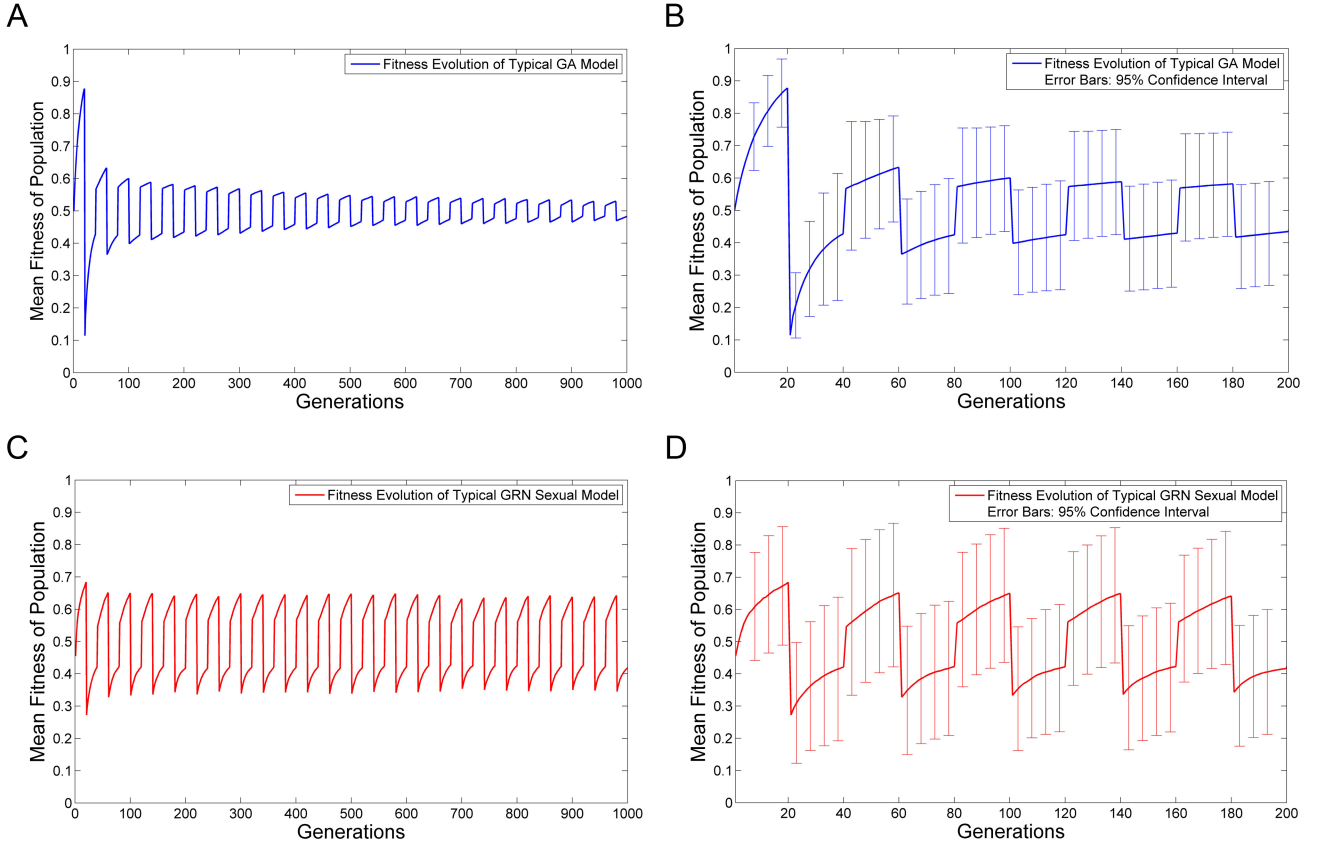 A
B
Fitness Evolution of Typical GA Model
Mean Fitness of Population
1
0.9
0.8
0.7
0.6
0.5
0.4
0.3
0.2
0.1
0
0 100 200 300 400 500 600 700 800 900 1000
Generations
Fitness Evolution of Typical GA Model
Error Bars: 95% Confidence Interval
Mean Fitness of Population
1
0.9
0.8
0.7
0.6
0.5
0.4
0.3
0.2
0.1
0
20 40 60 80 100 120 140 160 180 200
Generations
C
D
Fitness Evolution of Typical GRN Sexual Model
Mean Fitness of Population
1
0.9
0.8
0.7
0.6
0.5
0.4
0.3
0.2
0.1
0
0 100 200 300 400 500 600 700 800 900 1000
Generations
Fitness Evolution of Typical GRN Sexual Model
Error Bars: 95% Confidence Interval
Mean Fitness of Population
1
0.9
0.8
0.7
0.6
0.5
0.4
0.3
0.2
0.1
0
20 40 60 80 100 120 140 160 180 200
Generations